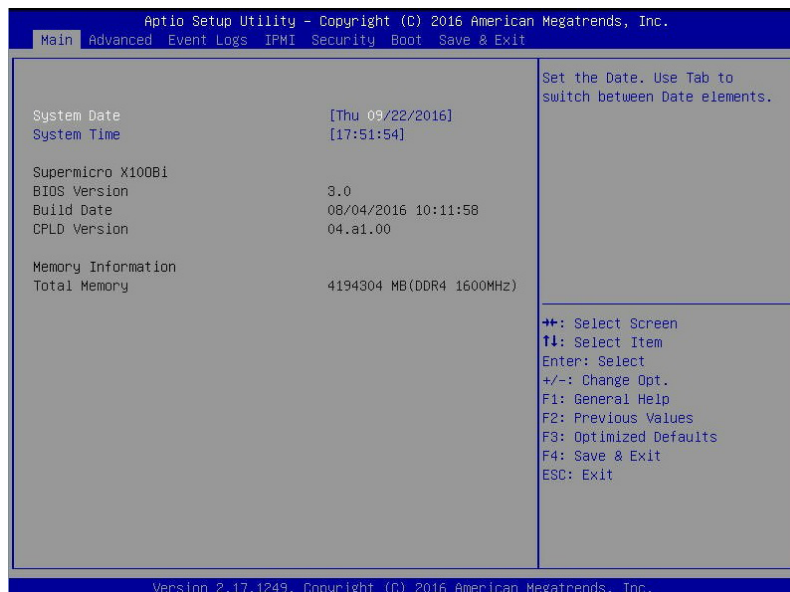 Aptio Setup Utility – Copyright (C) 2016 American Megatrends, Inc.
Main Advanced Event Logs IPMI Security Boot Save & Exit
Set the Date. Use Tab to
switch between Date elements.
System Date [Thu 09/22/2016]
System Time [17:51:54]
Supermicro X10OBi
BIOS Version 3.0
Build Date 08/04/2016 10:11:58
CPLD Version 04.a1.00
Memory Information
Total Memory 4194304 MB(DDR4 1600MHz)
→←: Select Screen
↑↓: Select Item
Enter: Select
+/-: Change Opt.
F1: General Help
F2: Previous Values
F3: Optimized Defaults
F4: Save & Exit
ESC: Exit
Version 2.17.1249. Copyright (C) 2016 American Megatrends, Inc.